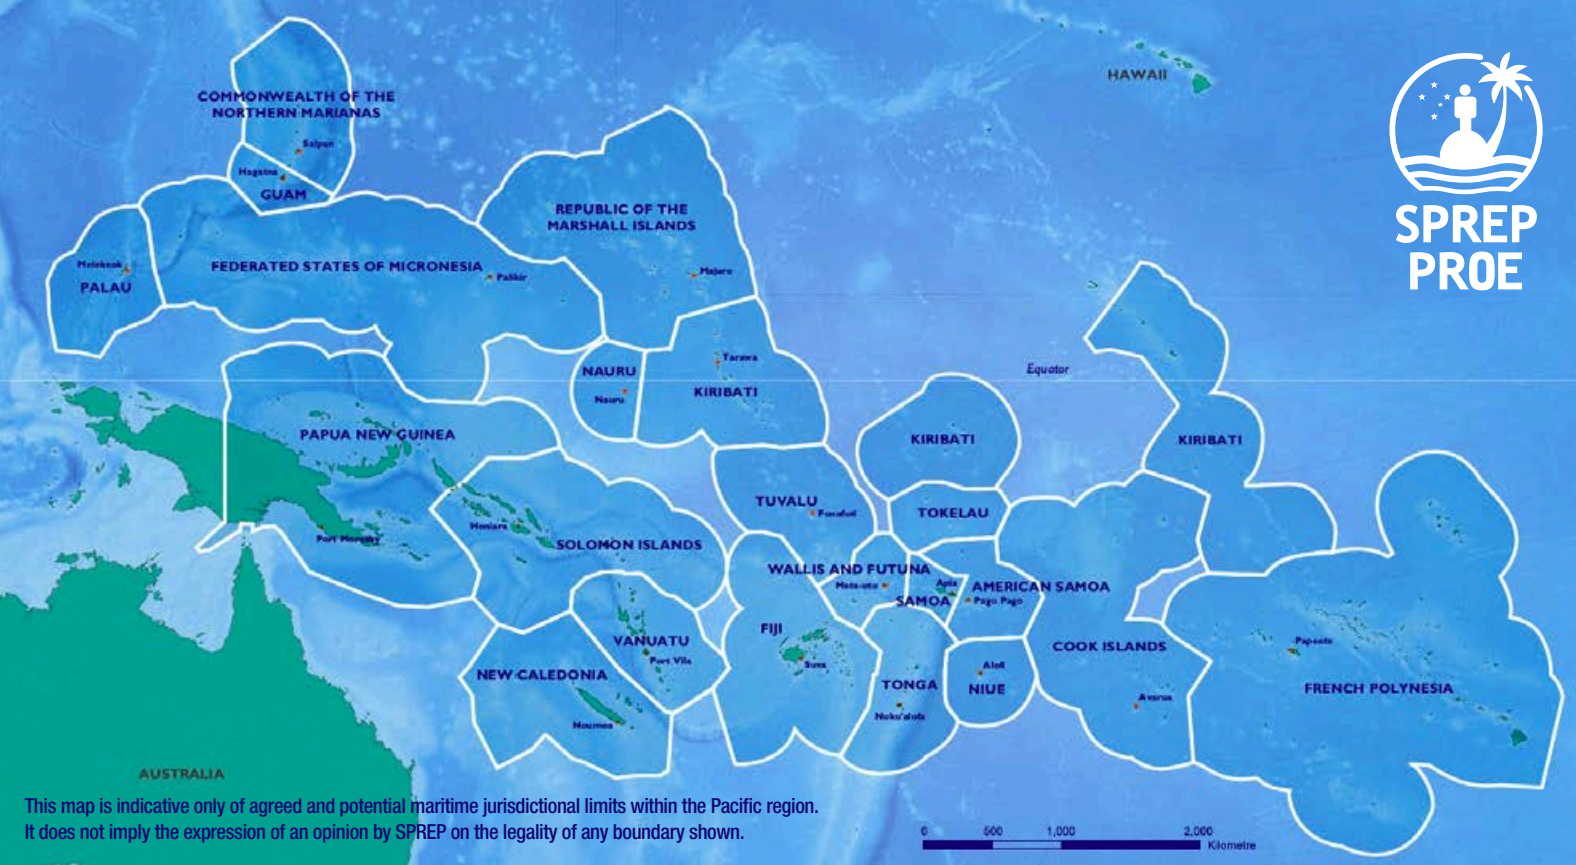 HAWAII
COMMONWEALTH OF THE
NORTHERN MARIANAS
Saipan
Hagatna
GUAM
SPREP
PROE
REPUBLIC OF THE
MARSHALL ISLANDS
Majuro
FEDERATED STATES OF MICRONESIA
Palikir
Melekeok
PALAU
Equator
NAURU
Nauru
Tarawa
KIRIBATI
PAPUA NEW GUINEA
KIRIBATI
KIRIBATI
TUVALU
Funafuti
TOKELAU
Honiara
Port Moresby
SOLOMON ISLANDS
WALLIS AND FUTUNA
Mata-utu
Apia
SAMOA
AMERICAN SAMOA
Pago Pago
FIJI
Suva
VANUATU
Port Vila
COOK ISLANDS
Avarua
Papeete
FRENCH POLYNESIA
NEW CALEDONIA
Noumea
TONGA
Nuku'alofa
Alofi
NIUE
AUSTRALIA
This map is indicative only of agreed and potential maritime jurisdictional limits within the Pacific region.
It does not imply the expression of an opinion by SPREP on the legality of any boundary shown.
0 500 1,000 2,000
Kilometre